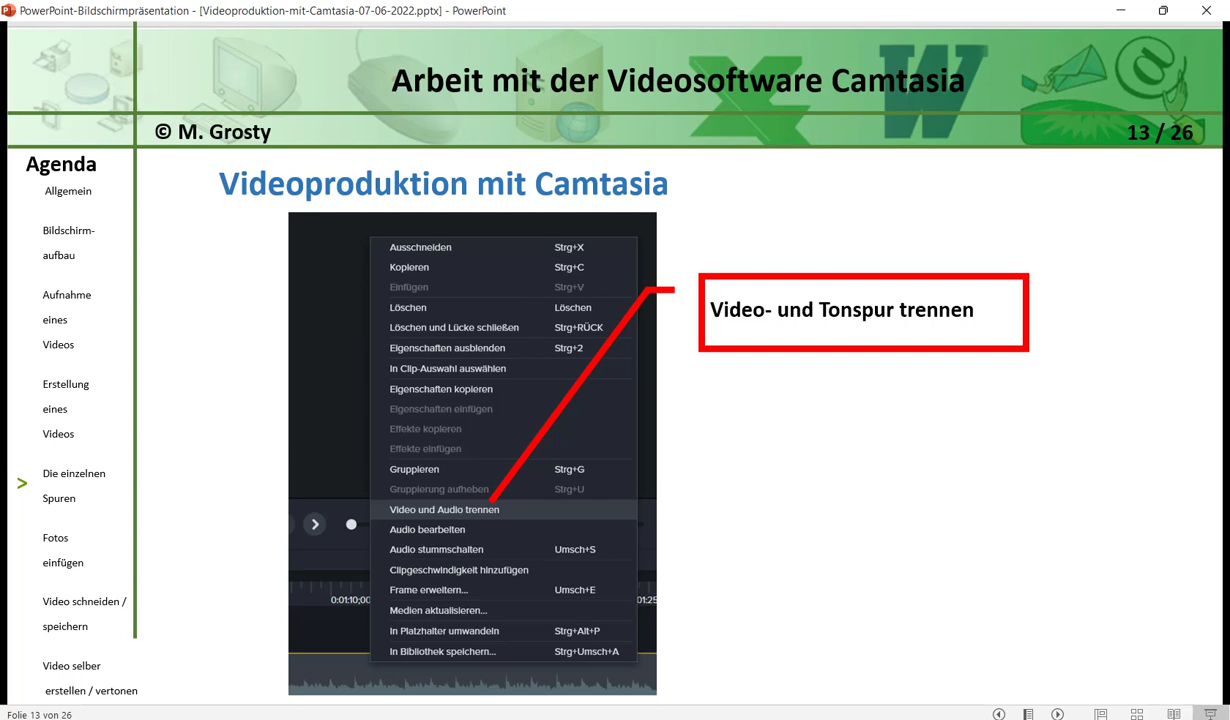 PowerPoint-Bildschirmpräsentation - [Videoproduktion-mit-Camtasia-07-06-2022.pptx] - PowerPoint
Arbeit mit der Videosoftware Camtasia
© M. Grosty
13 / 26
Agenda
Allgemein
Bildschirm-
aufbau
Aufnahme
eines
Videos
Erstellung
eines
Videos
>
Die einzelnen
Spuren
Fotos
einfügen
Video schneiden /
speichern
Video selber
erstellen / vertonen
Videoproduktion mit Camtasia
Ausschneiden Strg+X
Kopieren Strg+C
Einfügen Strg+V
Löschen Löschen
Löschen und Lücke schließen Strg+RÜCK
Eigenschaften ausblenden Strg+2
In Clip-Auswahl auswählen
Eigenschaften kopieren
Eigenschaften einfügen
Effekte kopieren
Effekte einfügen
Gruppieren Strg+G
Gruppierung aufheben Strg+U
Video und Audio trennen
Audio bearbeiten
Audio stummschalten Umsch+S
Clipgeschwindigkeit hinzufügen
Frame erweitern... Umsch+E
Medien aktualisieren...
In Platzhalter umwandeln Strg+Alt+P
In Bibliothek speichern... Strg+Umsch+A
0:01:10;00
01:25
Video- und Tonspur trennen
Folie 13 von 26